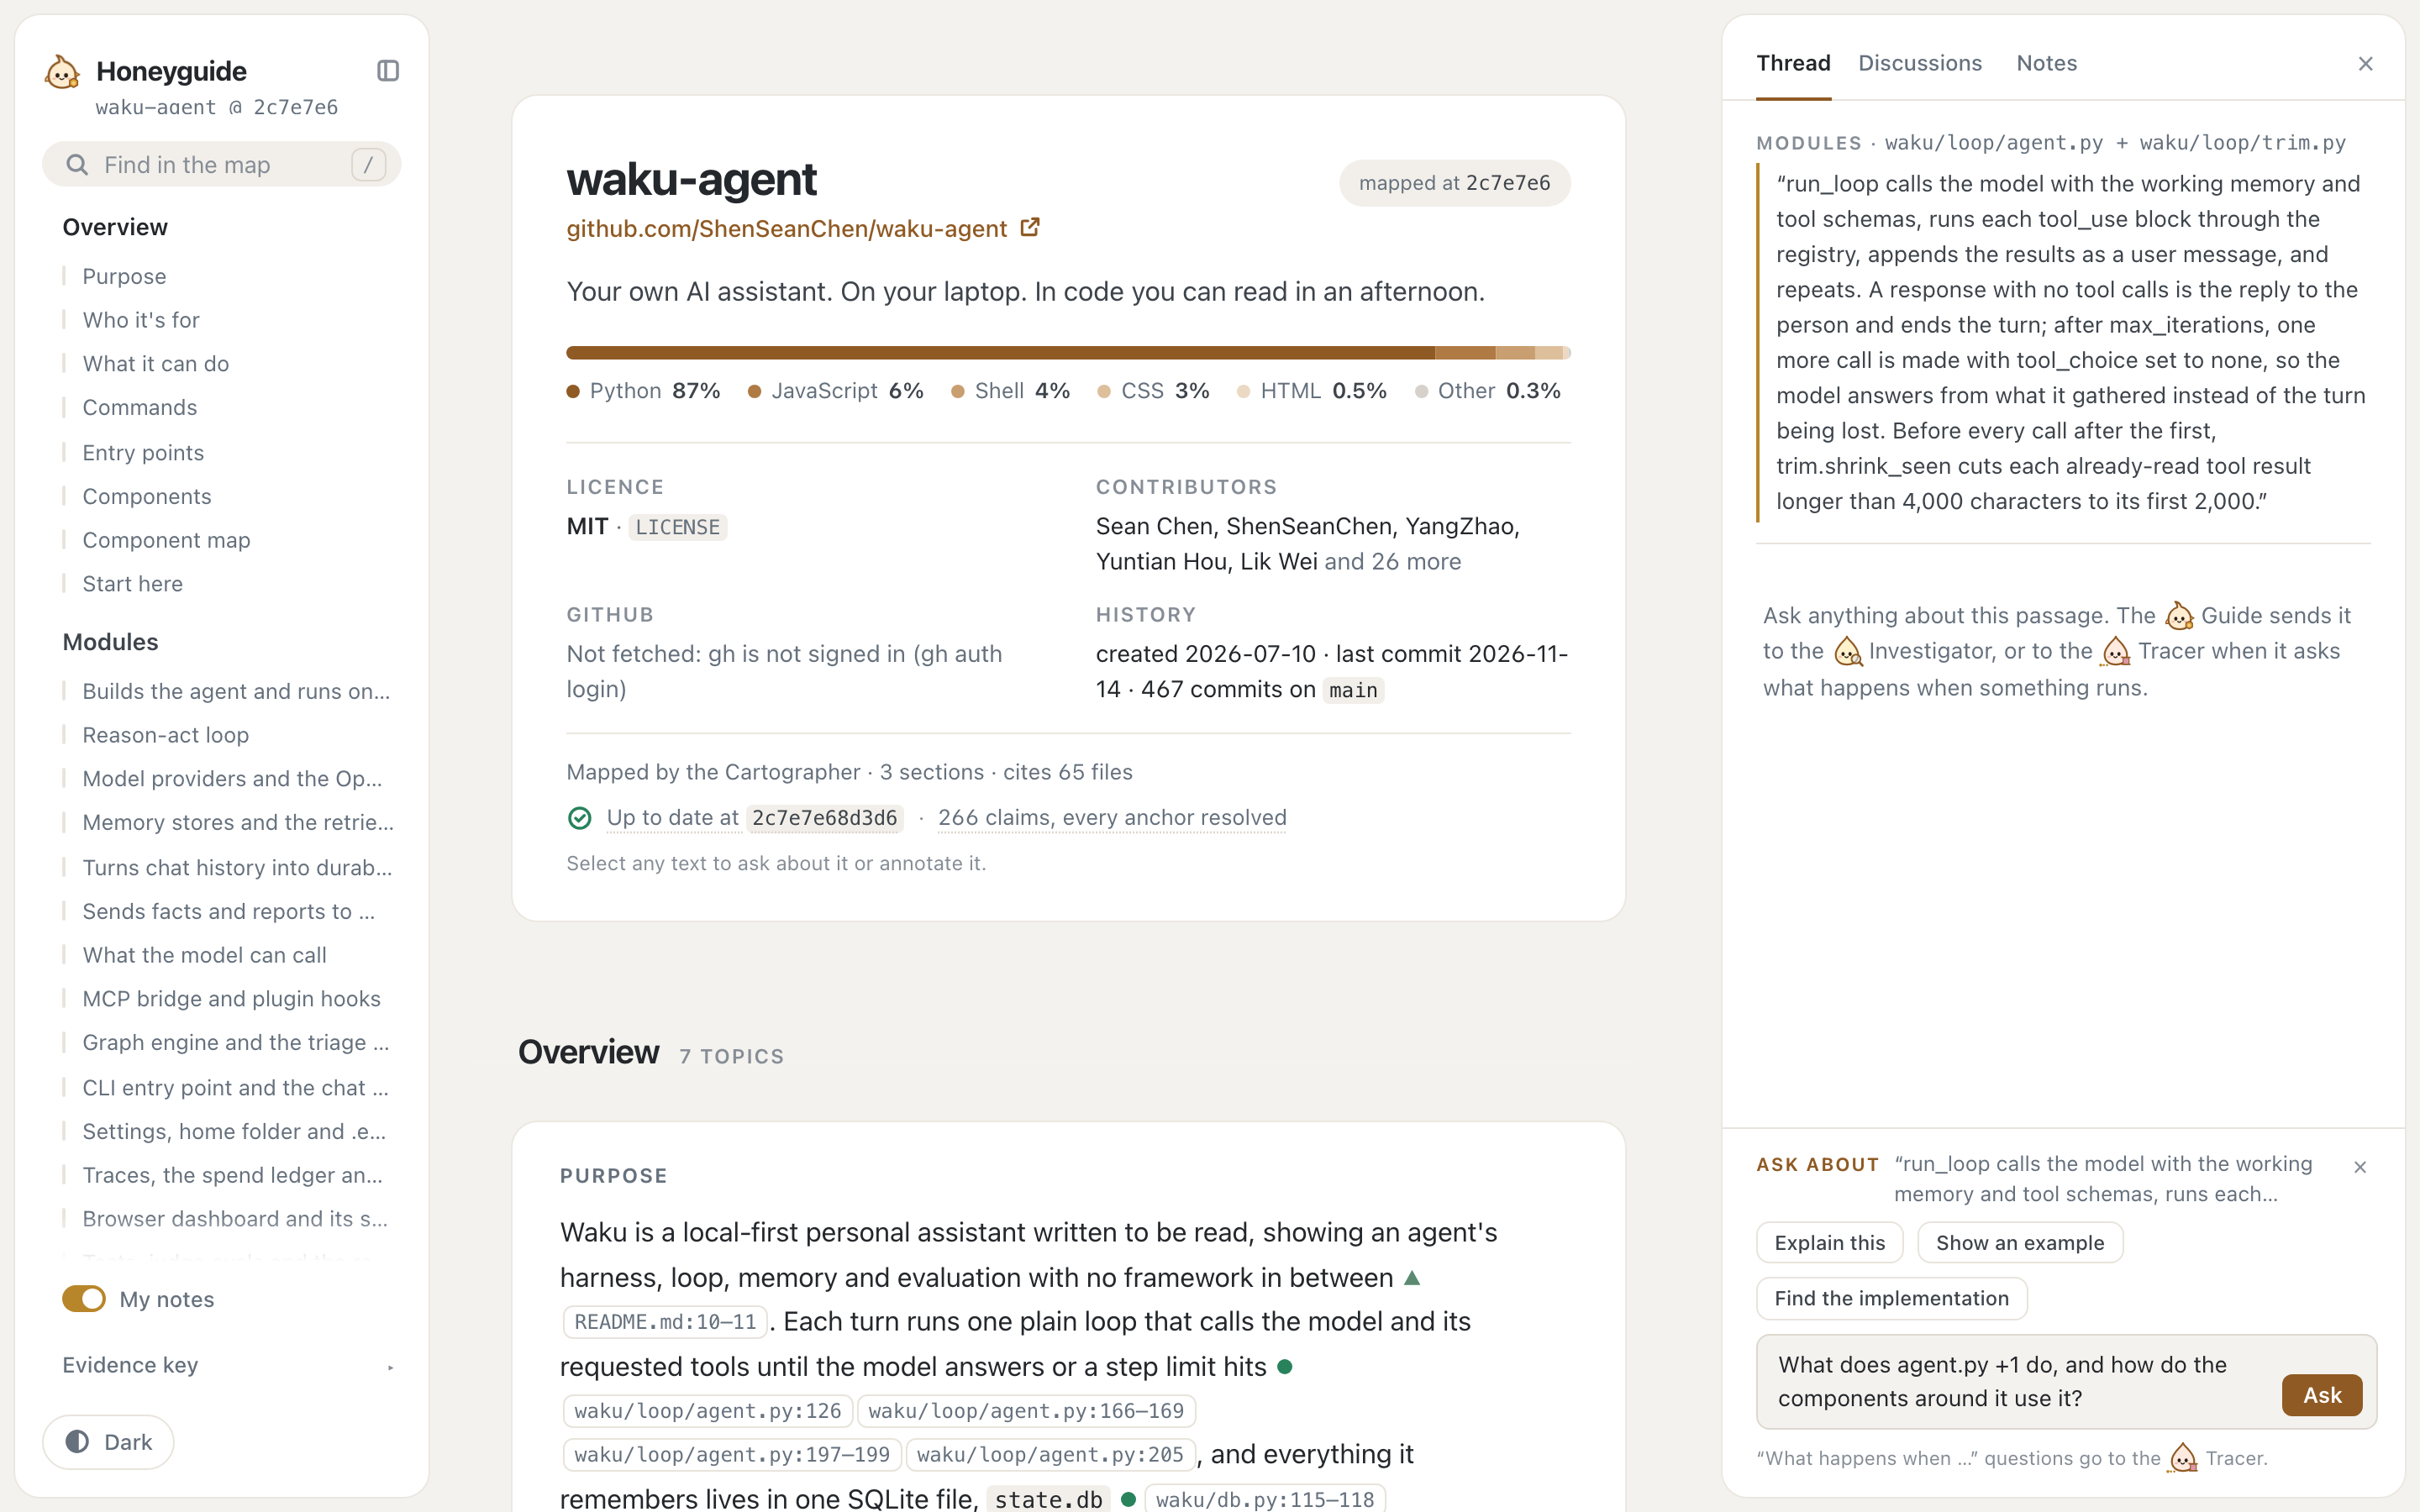 Honeyguide
waku-agent @ 2c7e7e6
Find in the map /
Overview
Purpose
Who it's for
What it can do
Commands
Entry points
Components
Component map
Start here
Modules
Builds the agent and runs on...
Reason-act loop
Model providers and the Op...
Memory stores and the retrie...
Turns chat history into durab...
Sends facts and reports to ...
What the model can call
MCP bridge and plugin hooks
Graph engine and the triage ...
CLI entry point and the chat ...
Settings, home folder and .e...
Traces, the spend ledger an...
Browser dashboard and its s...
My notes
Evidence key
Dark
waku-agent
mapped at 2c7e7e6
github.com/ShenSeanChen/waku-agent
Your own AI assistant. On your laptop. In code you can read in an afternoon.
Python 87% JavaScript 6% Shell 4% CSS 3% HTML 0.5% Other 0.3%
LICENCE
MIT · LICENSE
CONTRIBUTORS
Sean Chen, ShenSeanChen, YangZhao,
Yuntian Hou, Lik Wei and 26 more
GITHUB
Not fetched: gh is not signed in (gh auth
login)
HISTORY
created 2026-07-10 · last commit 2026-11-
14 · 467 commits on main
Mapped by the Cartographer · 3 sections · cites 65 files
Up to date at 2c7e7e68d3d6 · 266 claims, every anchor resolved
Select any text to ask about it or annotate it.
Overview 7 TOPICS
PURPOSE
Waku is a local-first personal assistant written to be read, showing an agent's
harness, loop, memory and evaluation with no framework in between
README.md:10–11 . Each turn runs one plain loop that calls the model and its
requested tools until the model answers or a step limit hits
waku/loop/agent.py:126 waku/loop/agent.py:166–169
waku/loop/agent.py:197–199 waku/loop/agent.py:205 , and everything it
remembers lives in one SQLite file, state.db waku/db.py:115–118
Thread Discussions Notes
MODULES · waku/loop/agent.py + waku/loop/trim.py
“run_loop calls the model with the working memory and
tool schemas, runs each tool_use block through the
registry, appends the results as a user message, and
repeats. A response with no tool calls is the reply to the
person and ends the turn; after max_iterations, one
more call is made with tool_choice set to none, so the
model answers from what it gathered instead of the turn
being lost. Before every call after the first,
trim.shrink_seen cuts each already-read tool result
longer than 4,000 characters to its first 2,000.”
Ask anything about this passage. The Guide sends it
to the Investigator, or to the Tracer when it asks
what happens when something runs.
ASK ABOUT “run_loop calls the model with the working
memory and tool schemas, runs each...
Explain this Show an example
Find the implementation
What does agent.py +1 do, and how do the
components around it use it?
Ask
“What happens when ...” questions go to the Tracer.